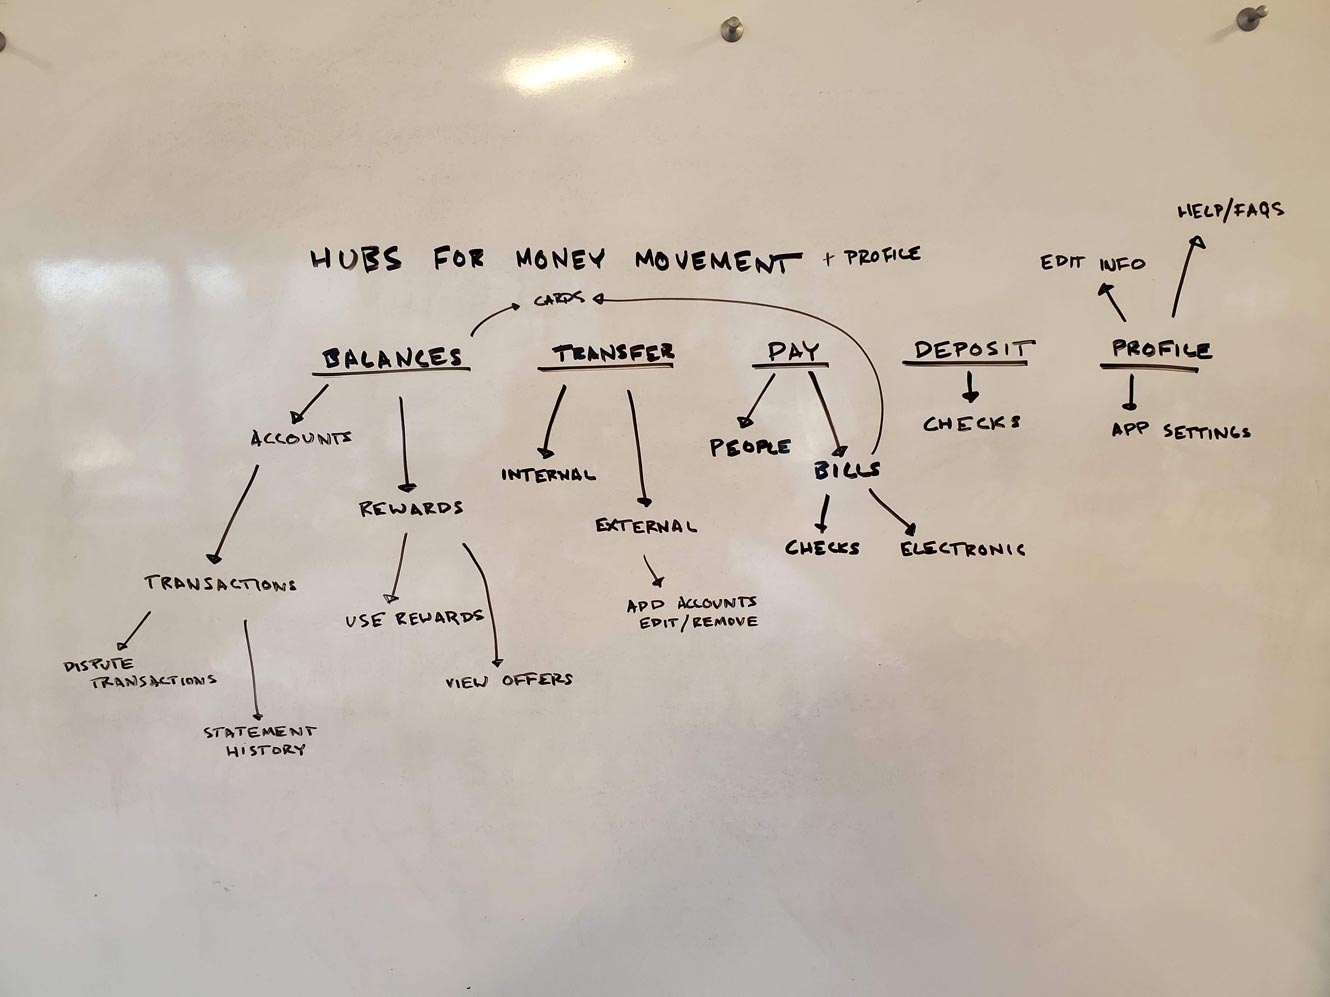 HELP/FAQS
HUBS FOR MONEY MOVEMENT + PROFILE
EDIT INFO
CARDS
BALANCES
TRANSFER
PAY
DEPOSIT
PROFILE
ACCOUNTS
INTERNAL
PEOPLE
BILLS
CHECKS
APP SETTINGS
REWARDS
EXTERNAL
CHECKS
ELECTRONIC
TRANSACTIONS
USE REWARDS
ADD ACCOUNTS
EDIT/REMOVE
DISPUTE
TRANSACTIONS
VIEW OFFERS
STATEMENT
HISTORY